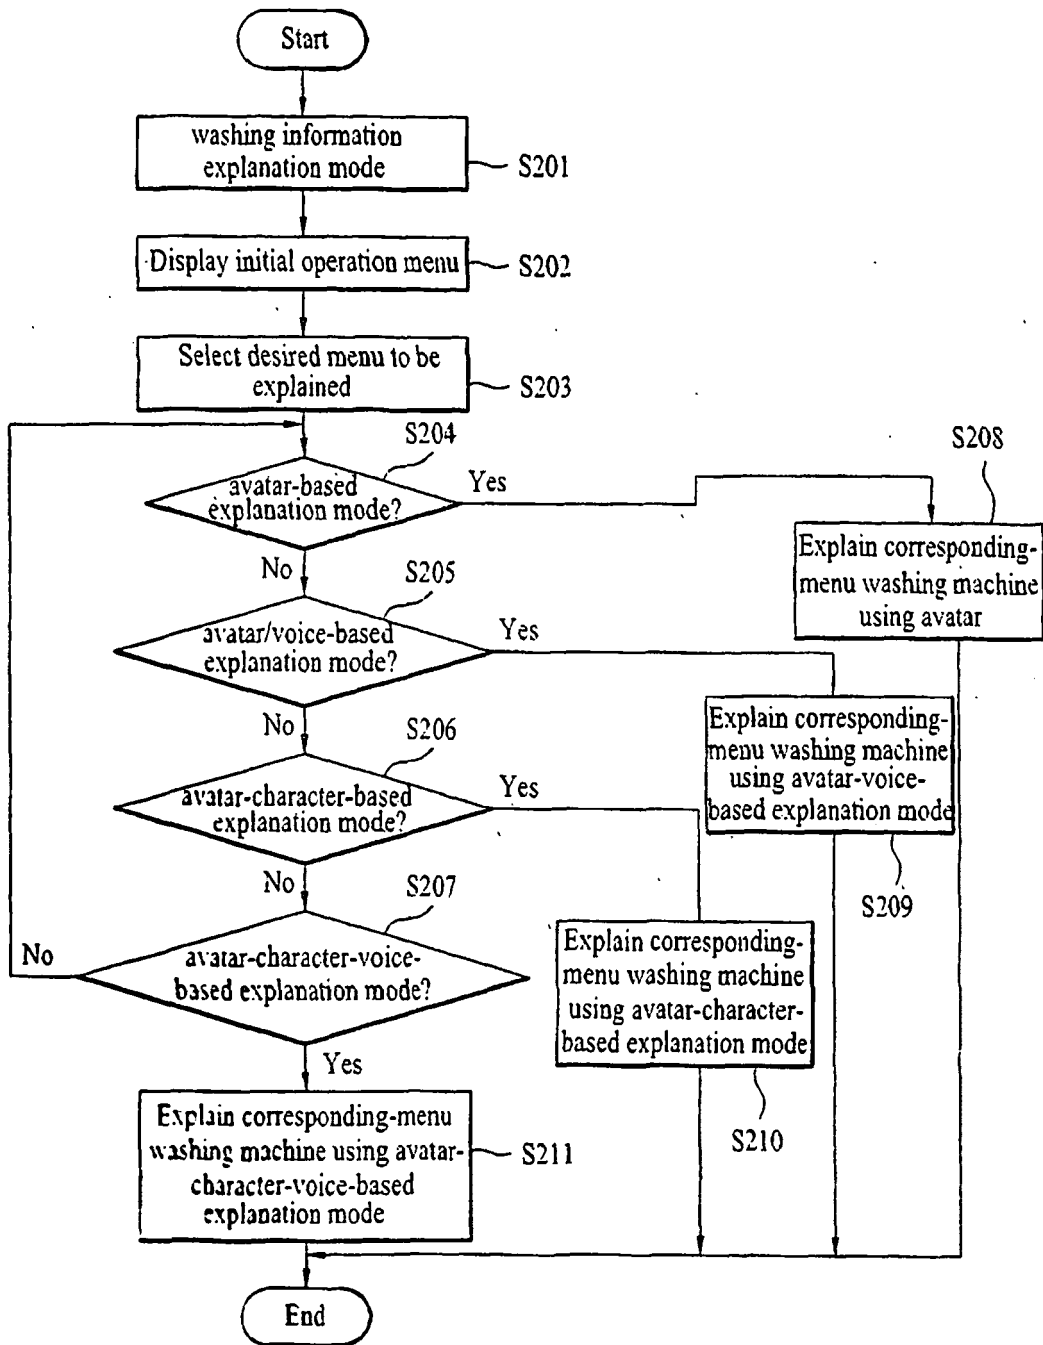 Start
washing information
explanation mode
S201
Display initial operation menu
S202
Select desired menu to be
explained
S203
S204
avatar-based
explanation mode?
Yes
No
S208
Explain corresponding-
menu washing machine
using avatar
S205
avatar/voice-based
explanation mode?
Yes
No
Explain corresponding-
menu washing machine
using avatar-voice-
based explanation mode
S209
S206
avatar-character-based
explanation mode?
Yes
No
Explain corresponding-
menu washing machine
using avatar-character-
based explanation mode
S210
S207
avatar-character-voice-
based explanation mode?
No
Yes
Explain corresponding-menu
washing machine using avatar-
character-voice-based
explanation mode
S211
End